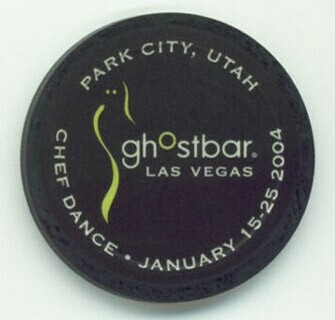 PARK CITY, UTAH
ghostbar®
LAS VEGAS
CHEF DANCE • JANUARY 15-25 2004